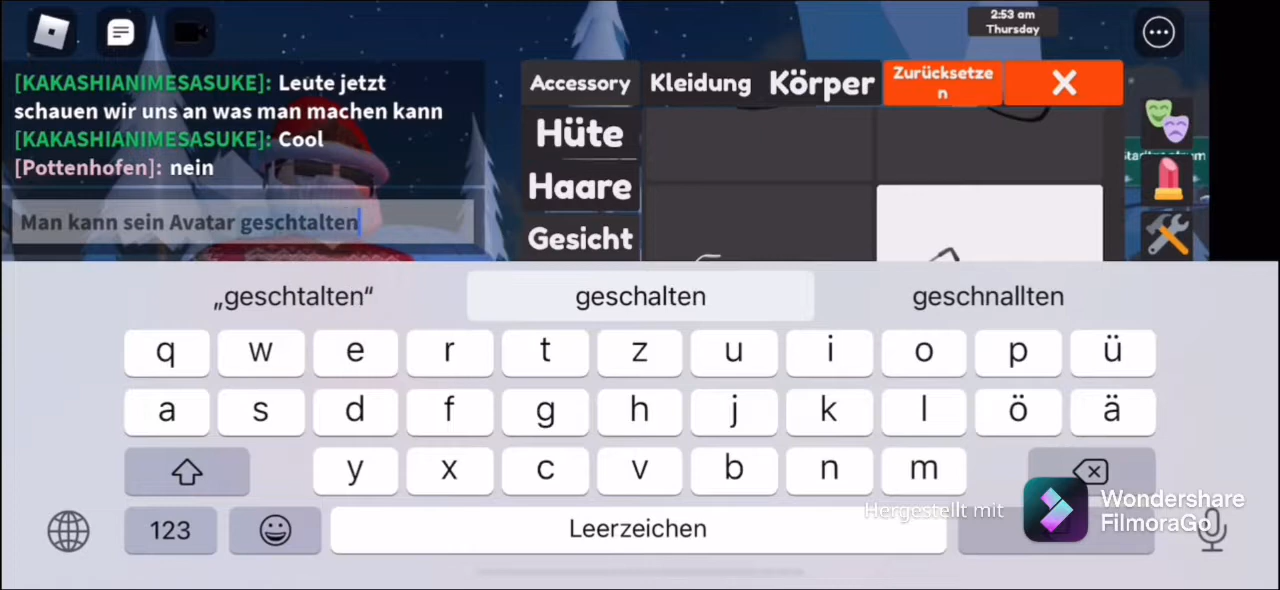 2:53 am
Thursday
[KAKASHIANIMESASUKE]: Leute jetzt
schauen wir uns an was man machen kann
[KAKASHIANIMESASUKE]: Cool
[Pottenhofen]: nein
Man kann sein Avatar geschtalten
Accessory Kleidung Körper Zurücksetze
n
X
Hüte
Haare
Gesicht
„geschtalten“ geschalten geschnallten
q w e r t z u i o p ü
a s d f g h j k l ö ä
y x c v b n m
123 Leerzeichen
Hergestellt mit
Wondershare
FilmoraGo